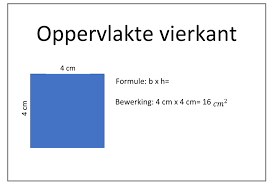 Oppervlakte vierkant
4 cm
4 cm
Formule: b x h=
Bewerking: 4 cm x 4 cm= 16 cm²